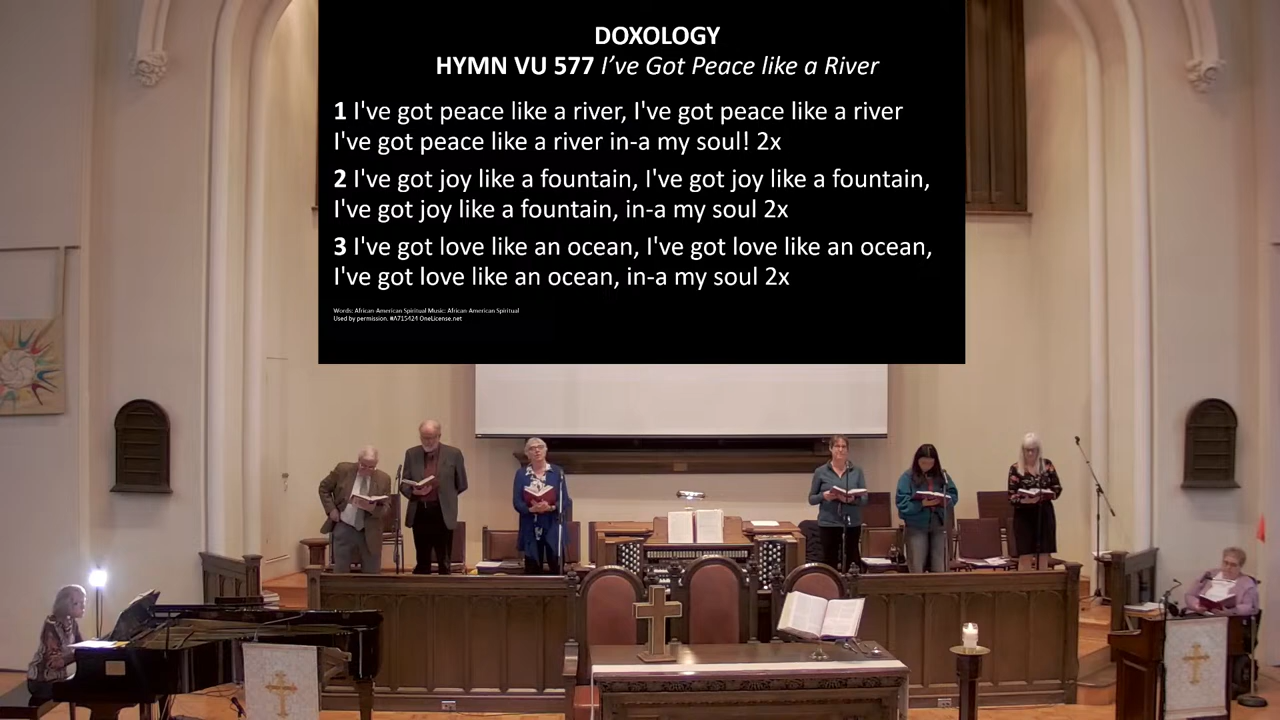 DOXOLOGY
HYMN VU 577 I’ve Got Peace like a River
1 I've got peace like a river, I've got peace like a river
I've got peace like a river in-a my soul! 2x
2 I've got joy like a fountain, I've got joy like a fountain,
I've got joy like a fountain, in-a my soul 2x
3 I've got love like an ocean, I've got love like an ocean,
I've got love like an ocean, in-a my soul 2x
Words: African American Spiritual Music: African American Spiritual
Used by permission. #A715424 OneLicense.net